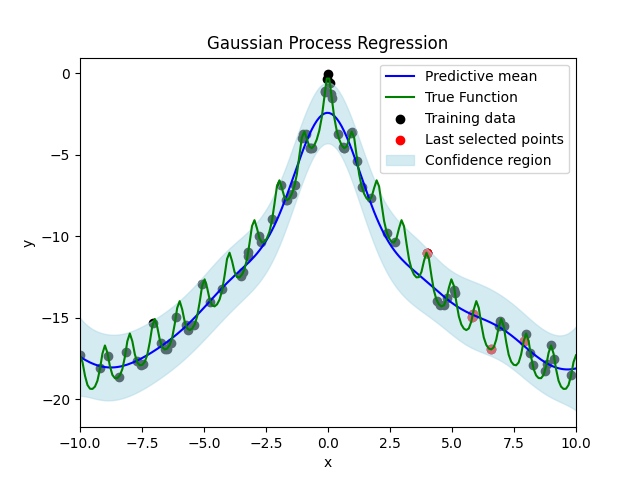 Gaussian Process Regression
Predictive mean
True Function
Training data
Last selected points
Confidence region
y
0
−5
−10
−15
−20
−10.0 −7.5 −5.0 −2.5 0.0 2.5 5.0 7.5 10.0
x